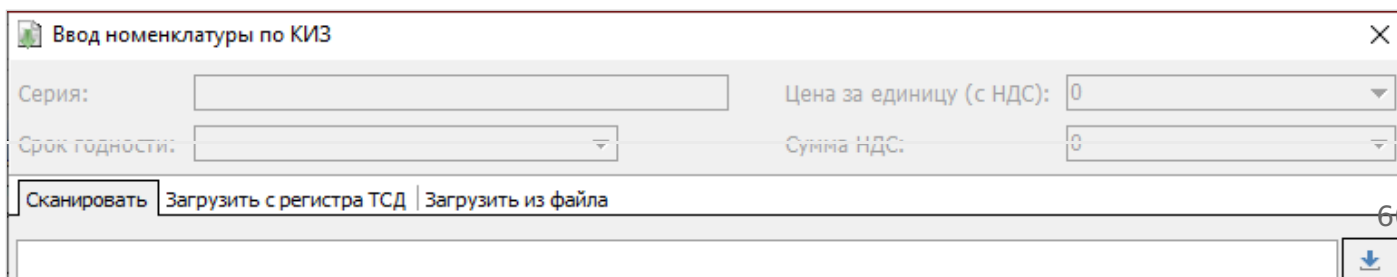 Ввод номенклатуры по КИЗ
Серия: Цена за единицу (с НДС): 0
Срок годности: Сумма НДС: 0
Сканировать Загрузить с регистра ТСД Загрузить из файла